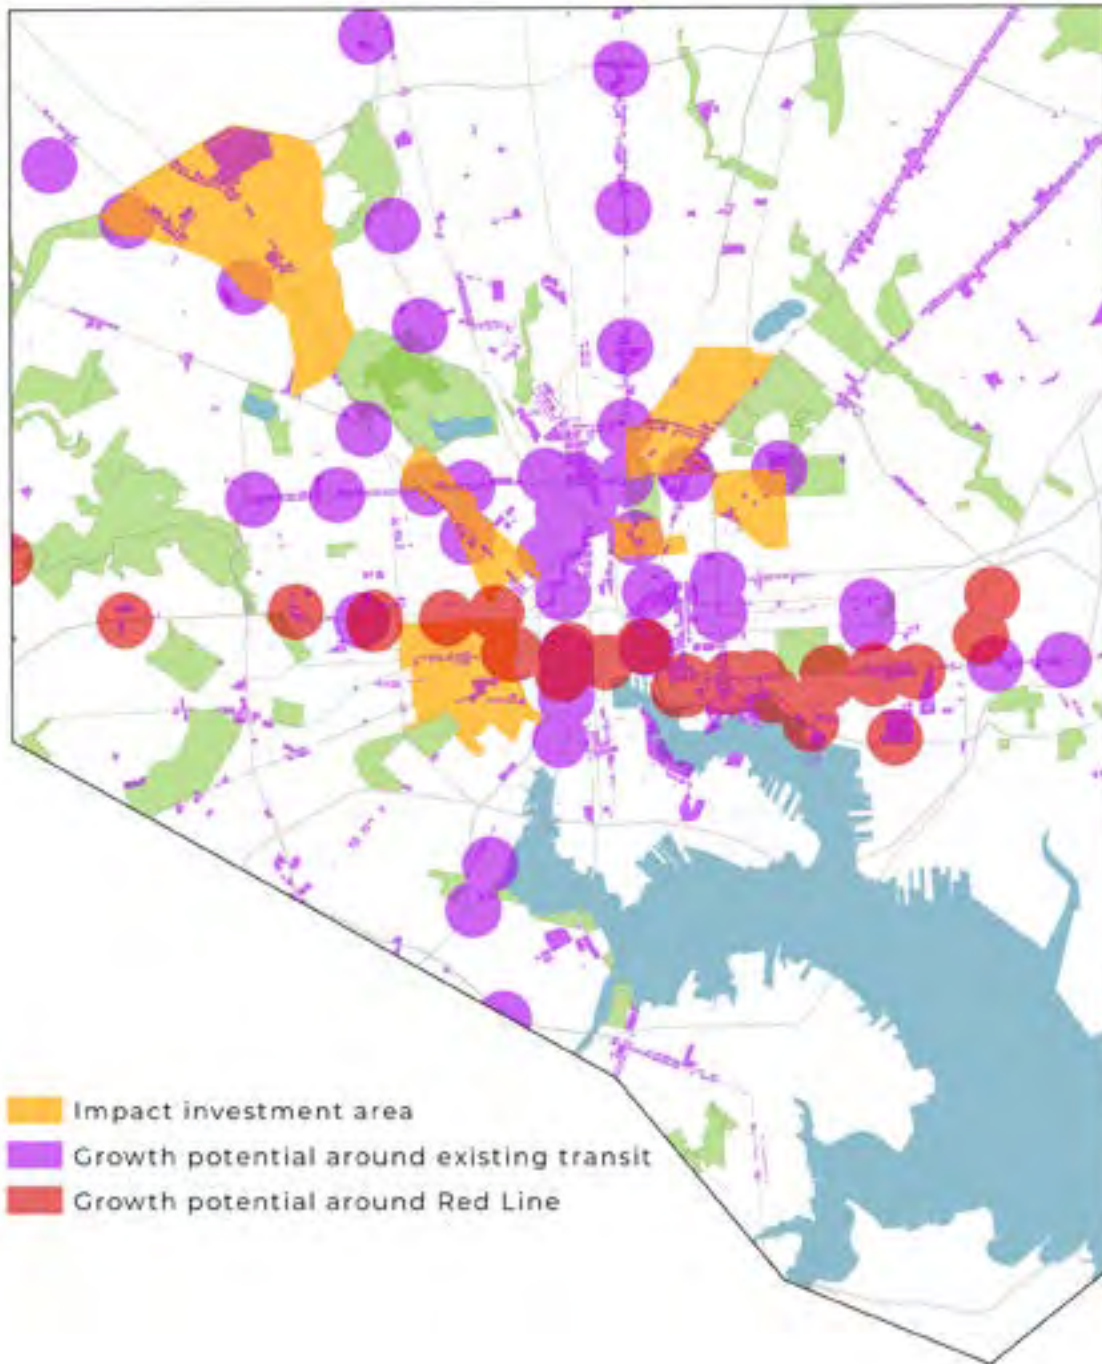 Impact investment area
Growth potential around existing transit
Growth potential around Red Line